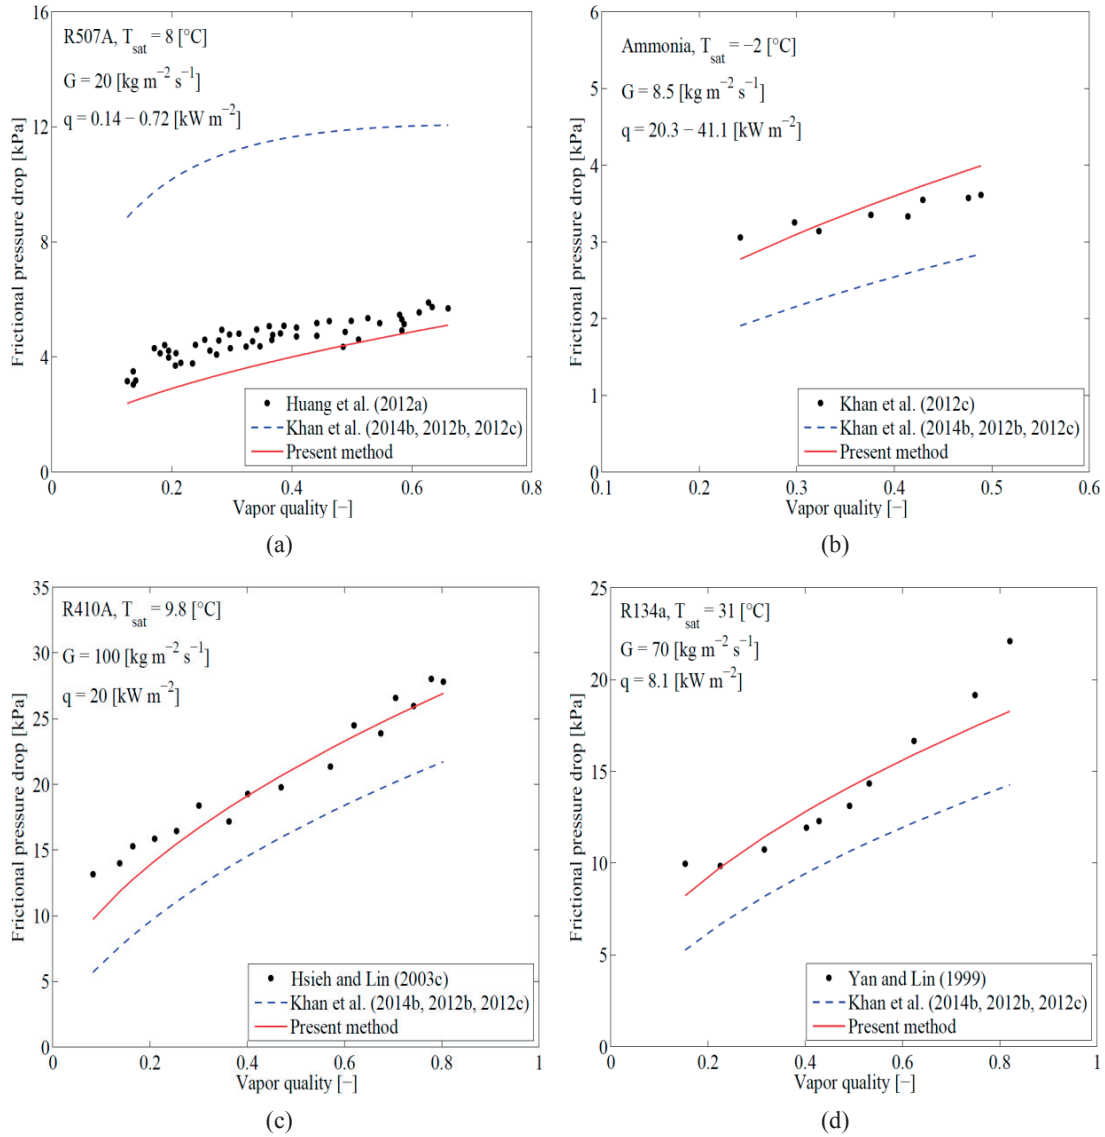 R507A, T_sat = 8 [°C]
G = 20 [kg m⁻² s⁻¹]
q = 0.14 – 0.72 [kW m⁻²]
Frictional pressure drop [kPa]
16
12
8
4
0
Huang et al. (2012a)
Khan et al. (2014b, 2012b, 2012c)
Present method
0.2 0.4 0.6 0.8
Vapor quality [−]
(a)
Ammonia, T_sat = −2 [°C]
G = 8.5 [kg m⁻² s⁻¹]
q = 20.3 – 41.1 [kW m⁻²]
Frictional pressure drop [kPa]
6
5
4
3
2
1
0
Khan et al. (2012c)
Khan et al. (2014b, 2012b, 2012c)
Present method
0.1 0.2 0.3 0.4 0.5 0.6
Vapor quality [−]
(b)
R410A, T_sat = 9.8 [°C]
G = 100 [kg m⁻² s⁻¹]
q = 20 [kW m⁻²]
Frictional pressure drop [kPa]
35
30
25
20
15
10
5
0
Hsieh and Lin (2003c)
Khan et al. (2014b, 2012b, 2012c)
Present method
0 0.2 0.4 0.6 0.8 1
Vapor quality [−]
(c)
R134a, T_sat = 31 [°C]
G = 70 [kg m⁻² s⁻¹]
q = 8.1 [kW m⁻²]
Frictional pressure drop [kPa]
25
20
15
10
5
0
Yan and Lin (1999)
Khan et al. (2014b, 2012b, 2012c)
Present method
0 0.2 0.4 0.6 0.8 1
Vapor quality [−]
(d)